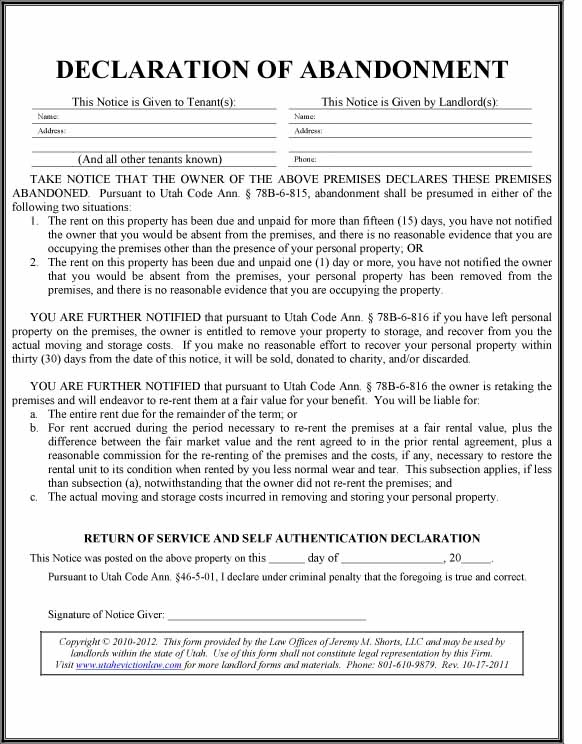 DECLARATION OF ABANDONMENT
This Notice is Given to Tenant(s):
This Notice is Given by Landlord(s):
Name:
Name:
Address:
Address:
(And all other tenants known)
Phone:
TAKE NOTICE THAT THE OWNER OF THE ABOVE PREMISES DECLARES THESE PREMISES
ABANDONED. Pursuant to Utah Code Ann. § 78B-6-815, abandonment shall be presumed in either of the
following two situations:
1. The rent on this property has been due and unpaid for more than fifteen (15) days, you have not notified
the owner that you would be absent from the premises, and there is no reasonable evidence that you are
occupying the premises other than the presence of your personal property; OR
2. The rent on this property has been due and unpaid one (1) day or more, you have not notified the owner
that you would be absent from the premises, your personal property has been removed from the
premises, and there is no reasonable evidence that you are occupying the property.
YOU ARE FURTHER NOTIFIED that pursuant to Utah Code Ann. § 78B-6-816 if you have left personal
property on the premises, the owner is entitled to remove your property to storage, and recover from you the
actual moving and storage costs. If you make no reasonable effort to recover your personal property within
thirty (30) days from the date of this notice, it will be sold, donated to charity, and/or discarded.
YOU ARE FURTHER NOTIFIED that pursuant to Utah Code Ann. § 78B-6-816 the owner is retaking the
premises and will endeavor to re-rent them at a fair value for your benefit. You will be liable for:
a. The entire rent due for the remainder of the term; or
b. For rent accrued during the period necessary to re-rent the premises at a fair rental value, plus the
difference between the fair market value and the rent agreed to in the prior rental agreement, plus a
reasonable commission for the re-renting of the premises and the costs, if any, necessary to restore the
rental unit to its condition when rented by you less normal wear and tear. This subsection applies, if less
than subsection (a), notwithstanding that the owner did not re-rent the premises; and
c. The actual moving and storage costs incurred in removing and storing your personal property.
RETURN OF SERVICE AND SELF AUTHENTICATION DECLARATION
This Notice was posted on the above property on this ______ day of _________________, 20_____.
Pursuant to Utah Code Ann. §46-5-01, I declare under criminal penalty that the foregoing is true and correct.
Signature of Notice Giver: ______________________________
Copyright © 2010-2012. This form provided by the Law Offices of Jeremy M. Shorts, LLC and may be used by
landlords within the state of Utah. Use of this form shall not constitute legal representation by this Firm.
Visit www.utahevictionlaw.com for more landlord forms and materials. Phone: 801-610-9879. Rev. 10-17-2011